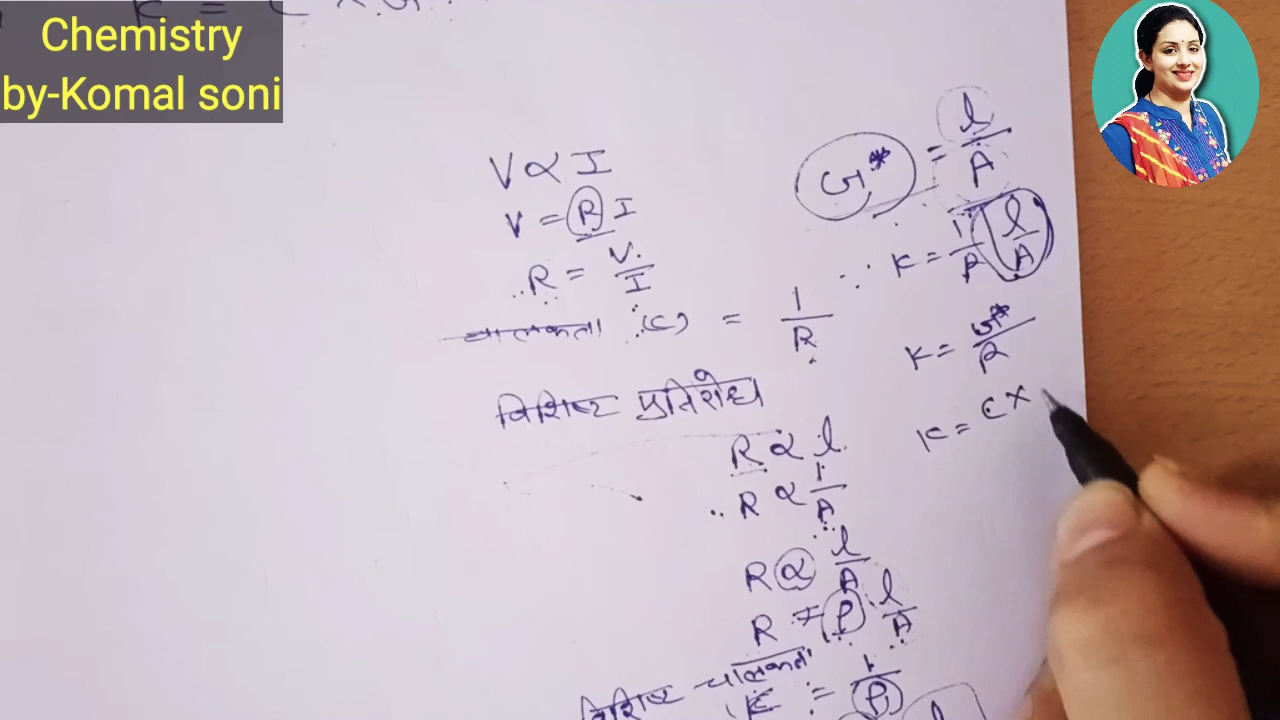 K = C × G
Chemistry
by-Komal soni
V ∝ I
V = R I
R = V/I
चालकता (C) = 1/R
विशिष्ट प्रतिरोध
R ∝ l
R ∝ 1/A
R ∝ l/A
R = ρ l/A
विशिष्ट चालकता
K = 1/ρ
G* = l/A
∴ K = 1/R l/A
K = G*/R
K = C ×